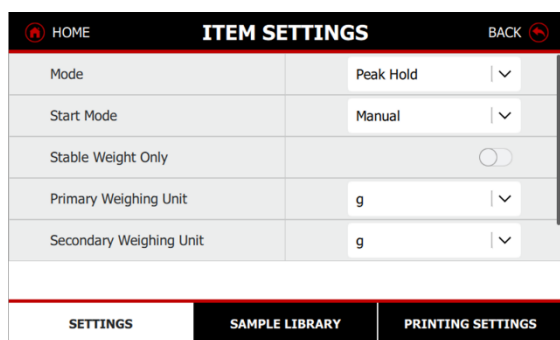 HOME ITEM SETTINGS BACK
Mode Peak Hold
Start Mode Manual
Stable Weight Only
Primary Weighing Unit g
Secondary Weighing Unit g
SETTINGS SAMPLE LIBRARY PRINTING SETTINGS